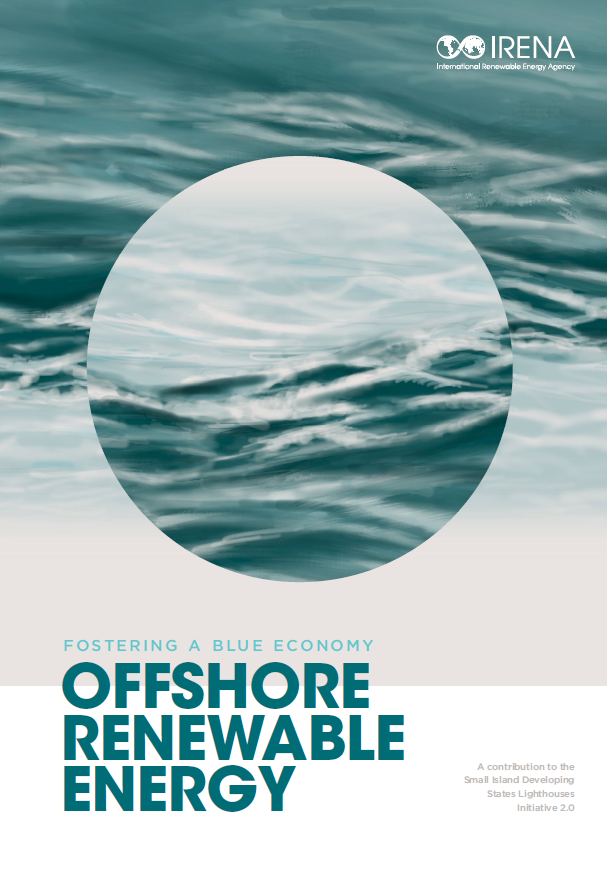 IRENA
International Renewable Energy Agency
FOSTERING A BLUE ECONOMY
OFFSHORE
RENEWABLE
ENERGY
A contribution to the
Small Island Developing
States Lighthouses
Initiative 2.0